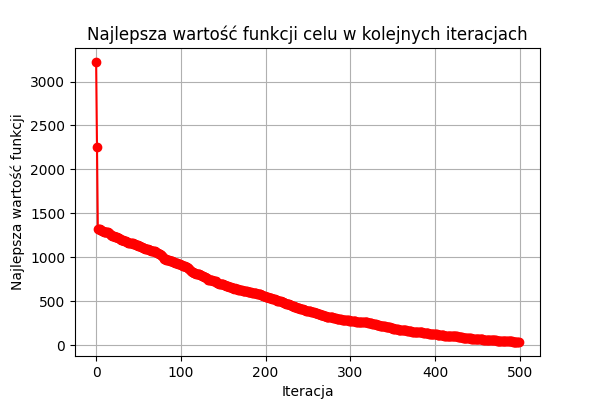 Najlepsza wartość funkcji celu w kolejnych iteracjach
Najlepsza wartość funkcji
3000
2500
2000
1500
1000
500
0
0 100 200 300 400 500
Iteracja